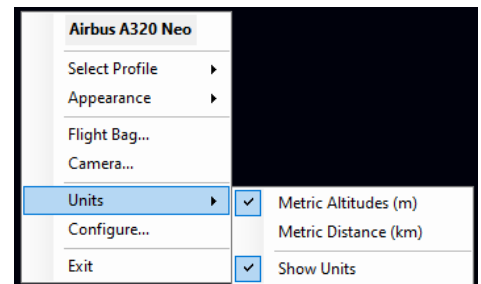 Airbus A320 Neo
Select Profile
Appearance
Flight Bag...
Camera...
Units
Configure...
Exit
Metric Altitudes (m)
Metric Distance (km)
Show Units